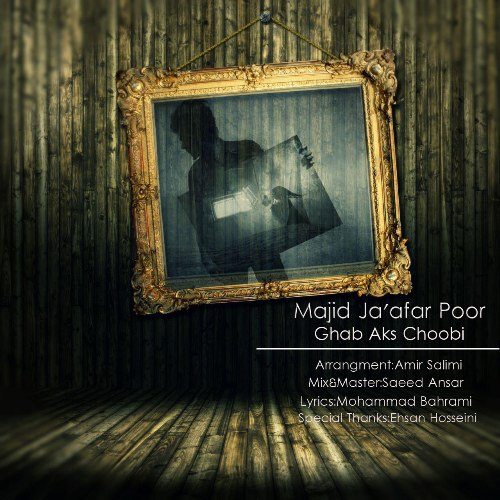 Majid Ja'afar Poor
Ghab Aks Choobi
Arrangment:Amir Salimi
Mix&Master:Saeed Ansar
Lyrics:Mohammad Bahrami
Special Thanks:Ehsan Hosseini